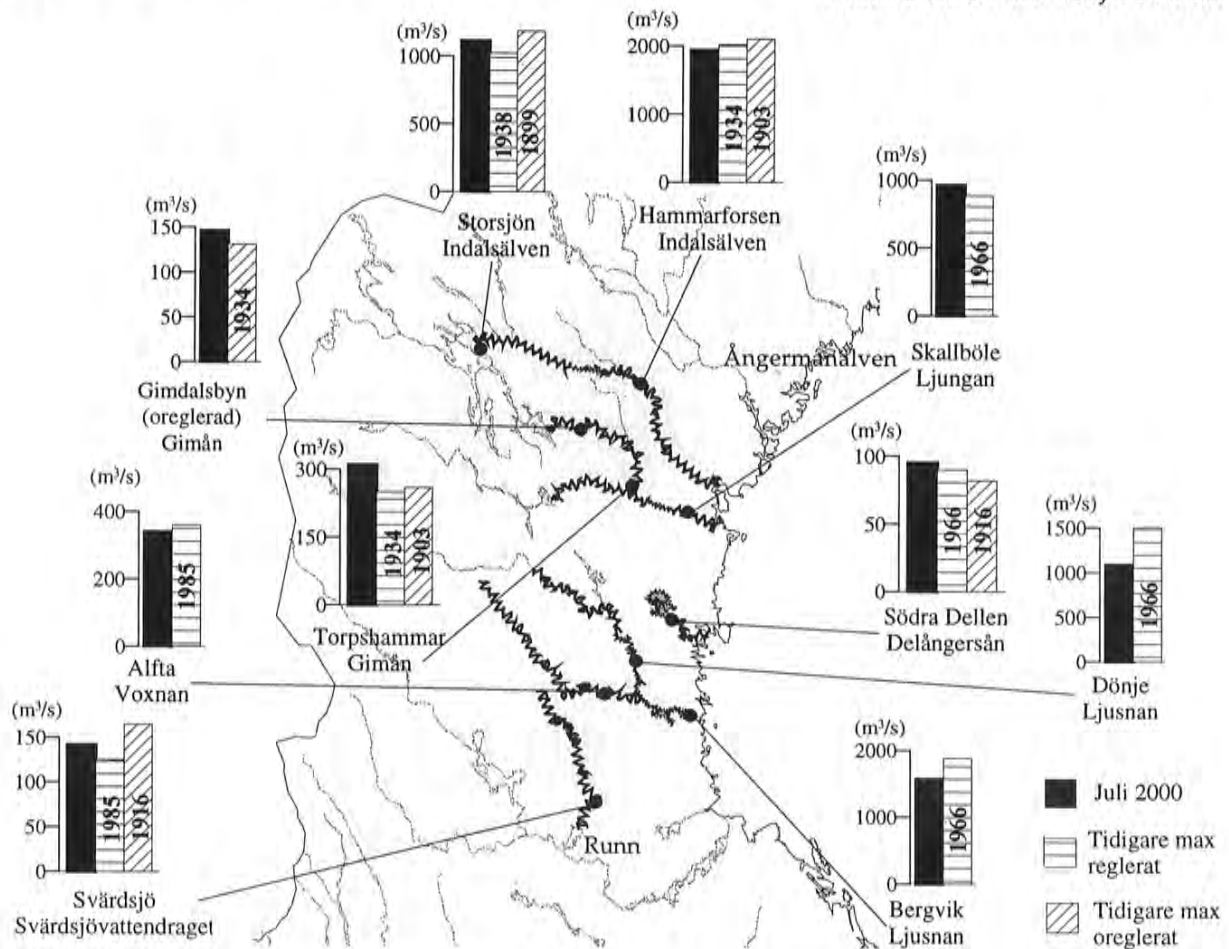 (m³/s)
1000
500
0
1938
1899
Storsjön
Indalsälven
(m³/s)
2000
1000
0
1934
1903
Hammarforsen
Indalsälven
(m³/s)
1000
500
0
1966
Skallböle
Ljungan
(m³/s)
150
100
50
0
1934
Gimdalsbyn
(oreglerad)
Gimån
Ångermanälven
(m³/s)
300
150
0
1934
1903
Torpshammar
Gimån
(m³/s)
100
50
0
1966
1916
Södra Dellen
Delångersån
(m³/s)
400
200
0
1985
Alfta
Voxnan
(m³/s)
1500
1000
500
0
1966
Dönje
Ljusnan
(m³/s)
150
100
50
0
1985
1916
Svärdsjö
Svärdsjövattendraget
Runn
(m³/s)
2000
1000
0
1966
Bergvik
Ljusnan
Juli 2000
Tidigare max
reglerat
Tidigare max
oreglerat